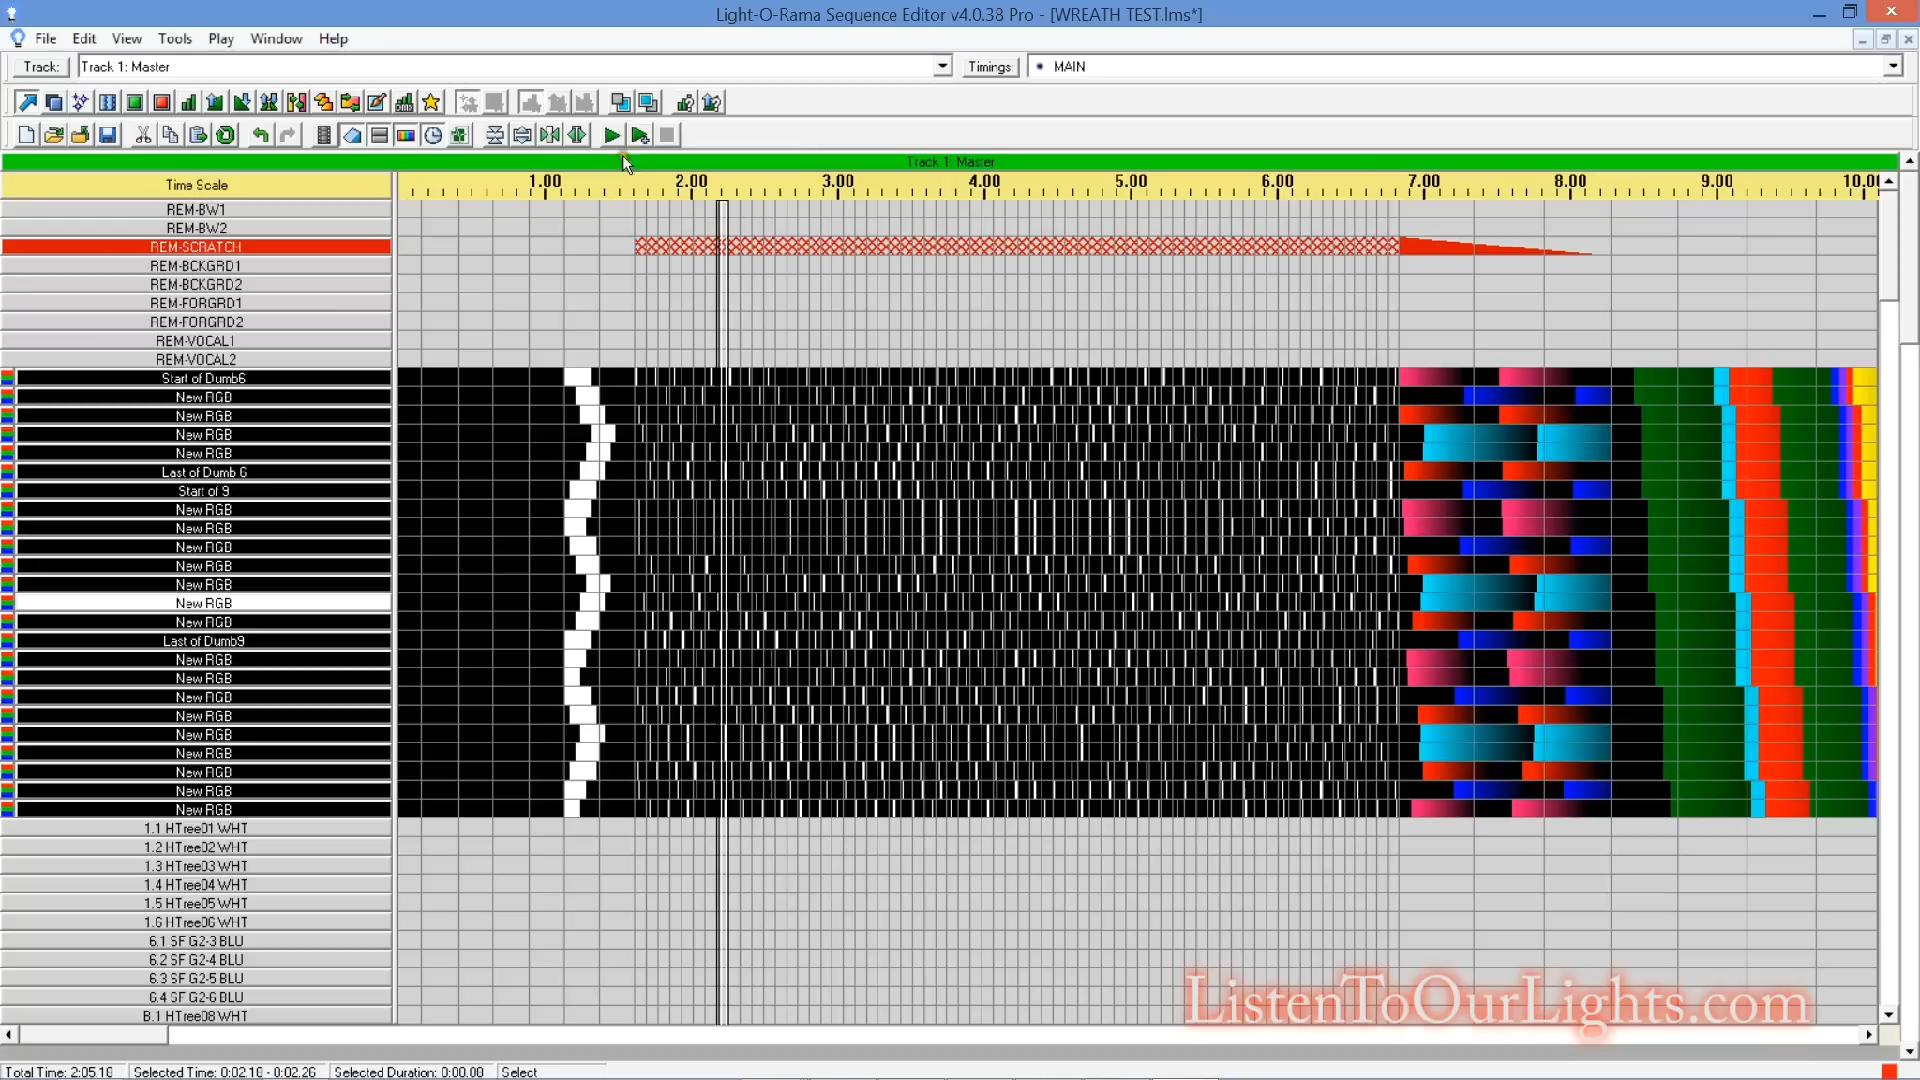 Light-O-Rama Sequence Editor v4.0.38 Pro - [WREATH TEST.lms*]
File Edit View Tools Play Window Help
Track: Track 1: Master Timings MAIN
Track 1: Master
Time Scale 1.00 2.00 3.00 4.00 5.00 6.00 7.00 8.00 9.00 10.0
REM-BW1
REM-BW2
REM-SCRATCH
REM-BCKGRD1
REM-BCKGRD2
REM-FORGRD1
REM-FORGRD2
REM-VOCAL1
REM-VOCAL2
Start of Dumb6
New RGB
New RGB
New RGB
New RGB
Last of Dumb 6
Start of 9
New RGB
New RGB
New RGB
New RGB
New RGB
New RGB
New RGB
Last of Dumb9
New RGB
New RGB
New RGB
New RGB
New RGB
New RGB
New RGB
New RGB
New RGB
1.1 HTree01 WHT
1.2 HTree02 WHT
1.3 HTree03 WHT
1.4 HTree04 WHT
1.5 HTree05 WHT
1.6 HTree06 WHT
6.1 SF G2-3 BLU
6.2 SF G2-4 BLU
6.3 SF G2-5 BLU
6.4 SF G2-6 BLU
B.1 HTree08 WHT
ListenToOurLights.com
Total Time: 2:05.18 Selected Time: 0:02.18 - 0:02.26 Selected Duration: 0:00.08 Select